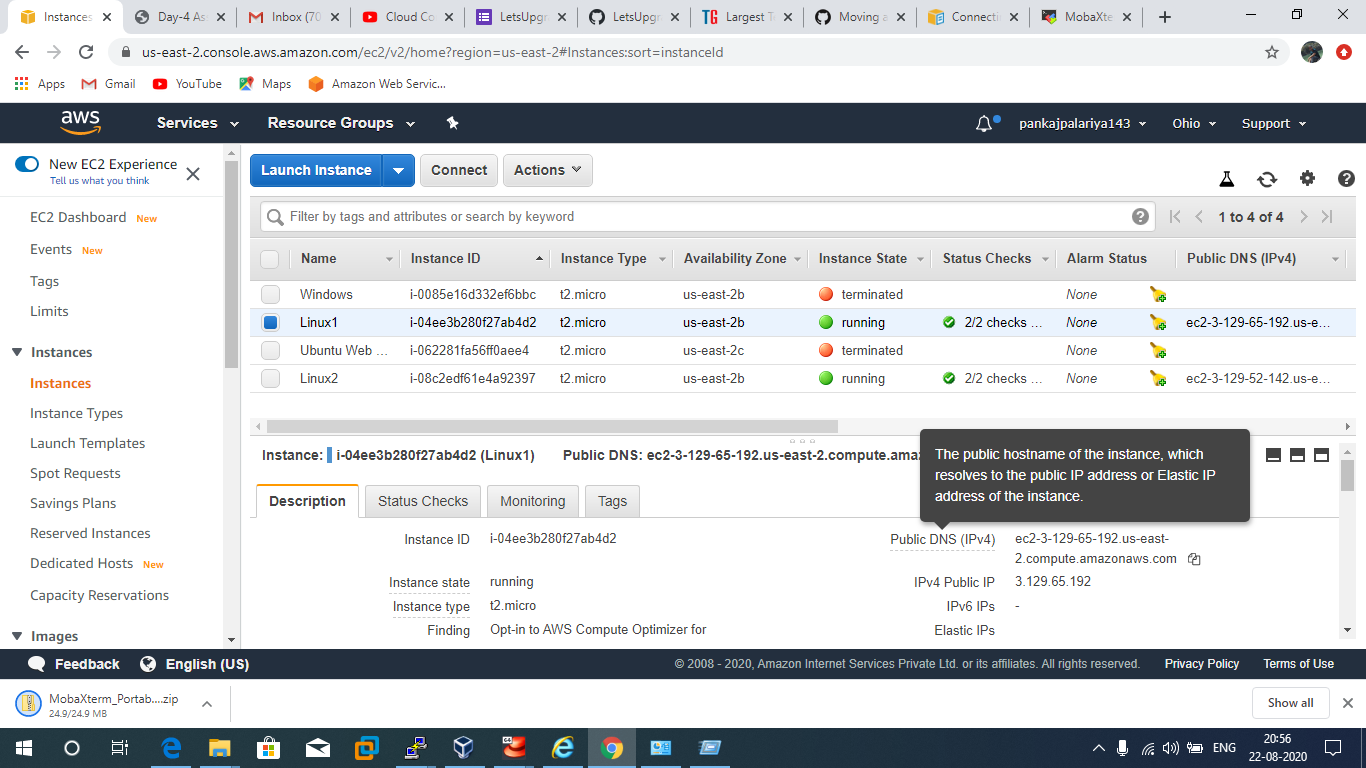 Instances
Day-4 As
Inbox (70
Cloud Co
LetsUpgr
LetsUpgr
TG Largest T
Moving a
Connecti
MobaXte
us-east-2.console.aws.amazon.com/ec2/v2/home?region=us-east-2#Instances:sort=instanceId
Apps Gmail YouTube Maps Amazon Web Servic...
aws Services Resource Groups pankajpalariya143 Ohio Support
New EC2 Experience
Tell us what you think
EC2 Dashboard New
Events New
Tags
Limits
Instances
Instances
Instance Types
Launch Templates
Spot Requests
Savings Plans
Reserved Instances
Dedicated Hosts New
Capacity Reservations
Images
Launch Instance Connect Actions
Filter by tags and attributes or search by keyword 1 to 4 of 4
Name Instance ID Instance Type Availability Zone Instance State Status Checks Alarm Status Public DNS (IPv4)
Windows i-0085e16d332ef6bbc t2.micro us-east-2b terminated None
Linux1 i-04ee3b280f27ab4d2 t2.micro us-east-2b running 2/2 checks ... None ec2-3-129-65-192.us-e...
Ubuntu Web ... i-062281fa56ff0aee4 t2.micro us-east-2c terminated None
Linux2 i-08c2edf61e4a92397 t2.micro us-east-2b running 2/2 checks ... None ec2-3-129-52-142.us-e...
Instance: i-04ee3b280f27ab4d2 (Linux1) Public DNS: ec2-3-129-65-192.us-east-2.compute.ama
The public hostname of the instance, which
resolves to the public IP address or Elastic IP
address of the instance.
Description Status Checks Monitoring Tags
Instance ID i-04ee3b280f27ab4d2
Instance state running
Instance type t2.micro
Finding Opt-in to AWS Compute Optimizer for
Public DNS (IPv4) ec2-3-129-65-192.us-east-
2.compute.amazonaws.com
IPv4 Public IP 3.129.65.192
IPv6 IPs -
Elastic IPs
Feedback English (US) © 2008 - 2020, Amazon Internet Services Private Ltd. or its affiliates. All rights reserved. Privacy Policy Terms of Use
MobaXterm_Portab....zip
24.9/24.9 MB
Show all
ENG
20:56
22-08-2020